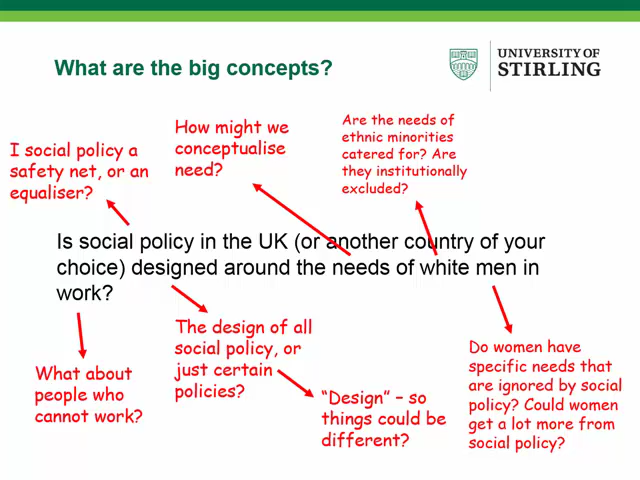 What are the big concepts?
UNIVERSITY OF
STIRLING
I social policy a
safety net, or an
equaliser?
How might we
conceptualise
need?
Are the needs of
ethnic minorities
catered for? Are
they institutionally
excluded?
Is social policy in the UK (or another country of your
choice) designed around the needs of white men in
work?
What about
people who
cannot work?
The design of all
social policy, or
just certain
policies?
“Design” – so
things could be
different?
Do women have
specific needs that
are ignored by social
policy? Could women
get a lot more from
social policy?